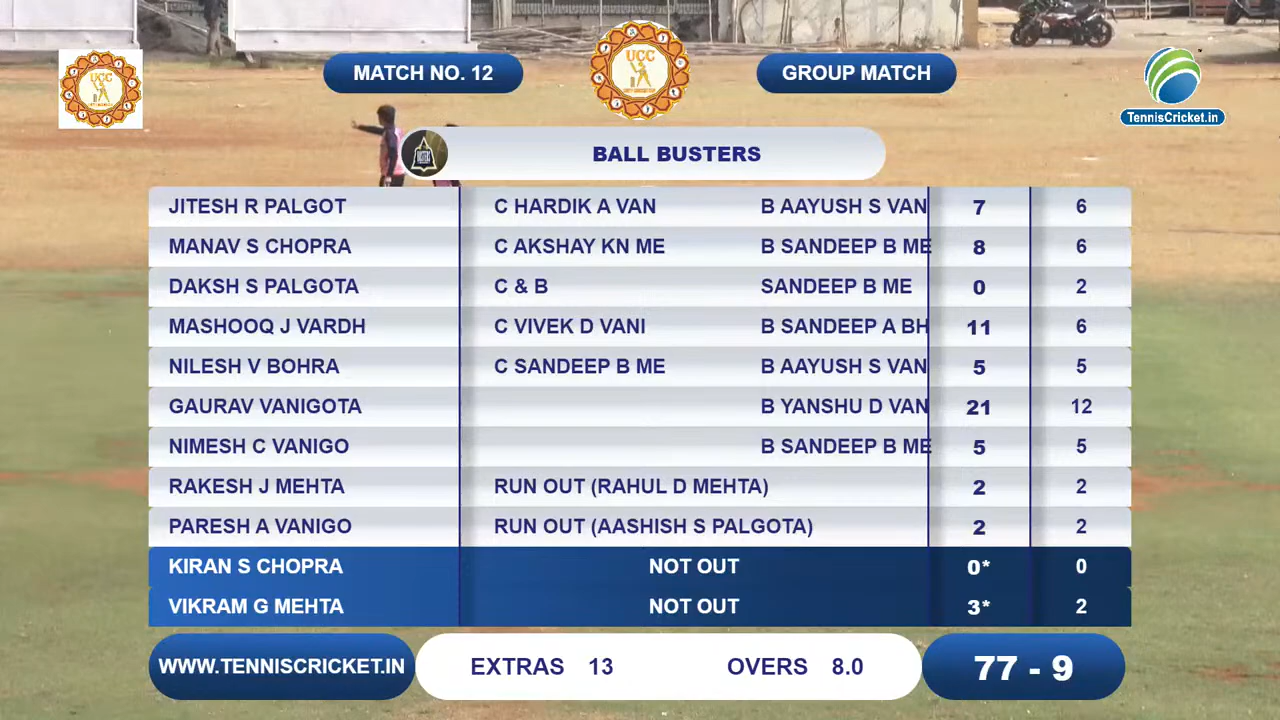 UCC
MATCH NO. 12
UCC
GROUP MATCH
TennisCricket.in
BUSTERS
BALL BUSTERS
JITESH R PALGOT C HARDIK A VAN B AAYUSH S VAN 7 6
MANAV S CHOPRA C AKSHAY KN ME B SANDEEP B ME 8 6
DAKSH S PALGOTA C & B SANDEEP B ME 0 2
MASHOOQ J VARDH C VIVEK D VANI B SANDEEP A BH 11 6
NILESH V BOHRA C SANDEEP B ME B AAYUSH S VAN 5 5
GAURAV VANIGOTA B YANSHU D VAN 21 12
NIMESH C VANIGO B SANDEEP B ME 5 5
RAKESH J MEHTA RUN OUT (RAHUL D MEHTA) 2 2
PARESH A VANIGO RUN OUT (AASHISH S PALGOTA) 2 2
KIRAN S CHOPRA NOT OUT 0* 0
VIKRAM G MEHTA NOT OUT 3* 2
WWW.TENNISCRICKET.IN EXTRAS 13 OVERS 8.0 77 - 9